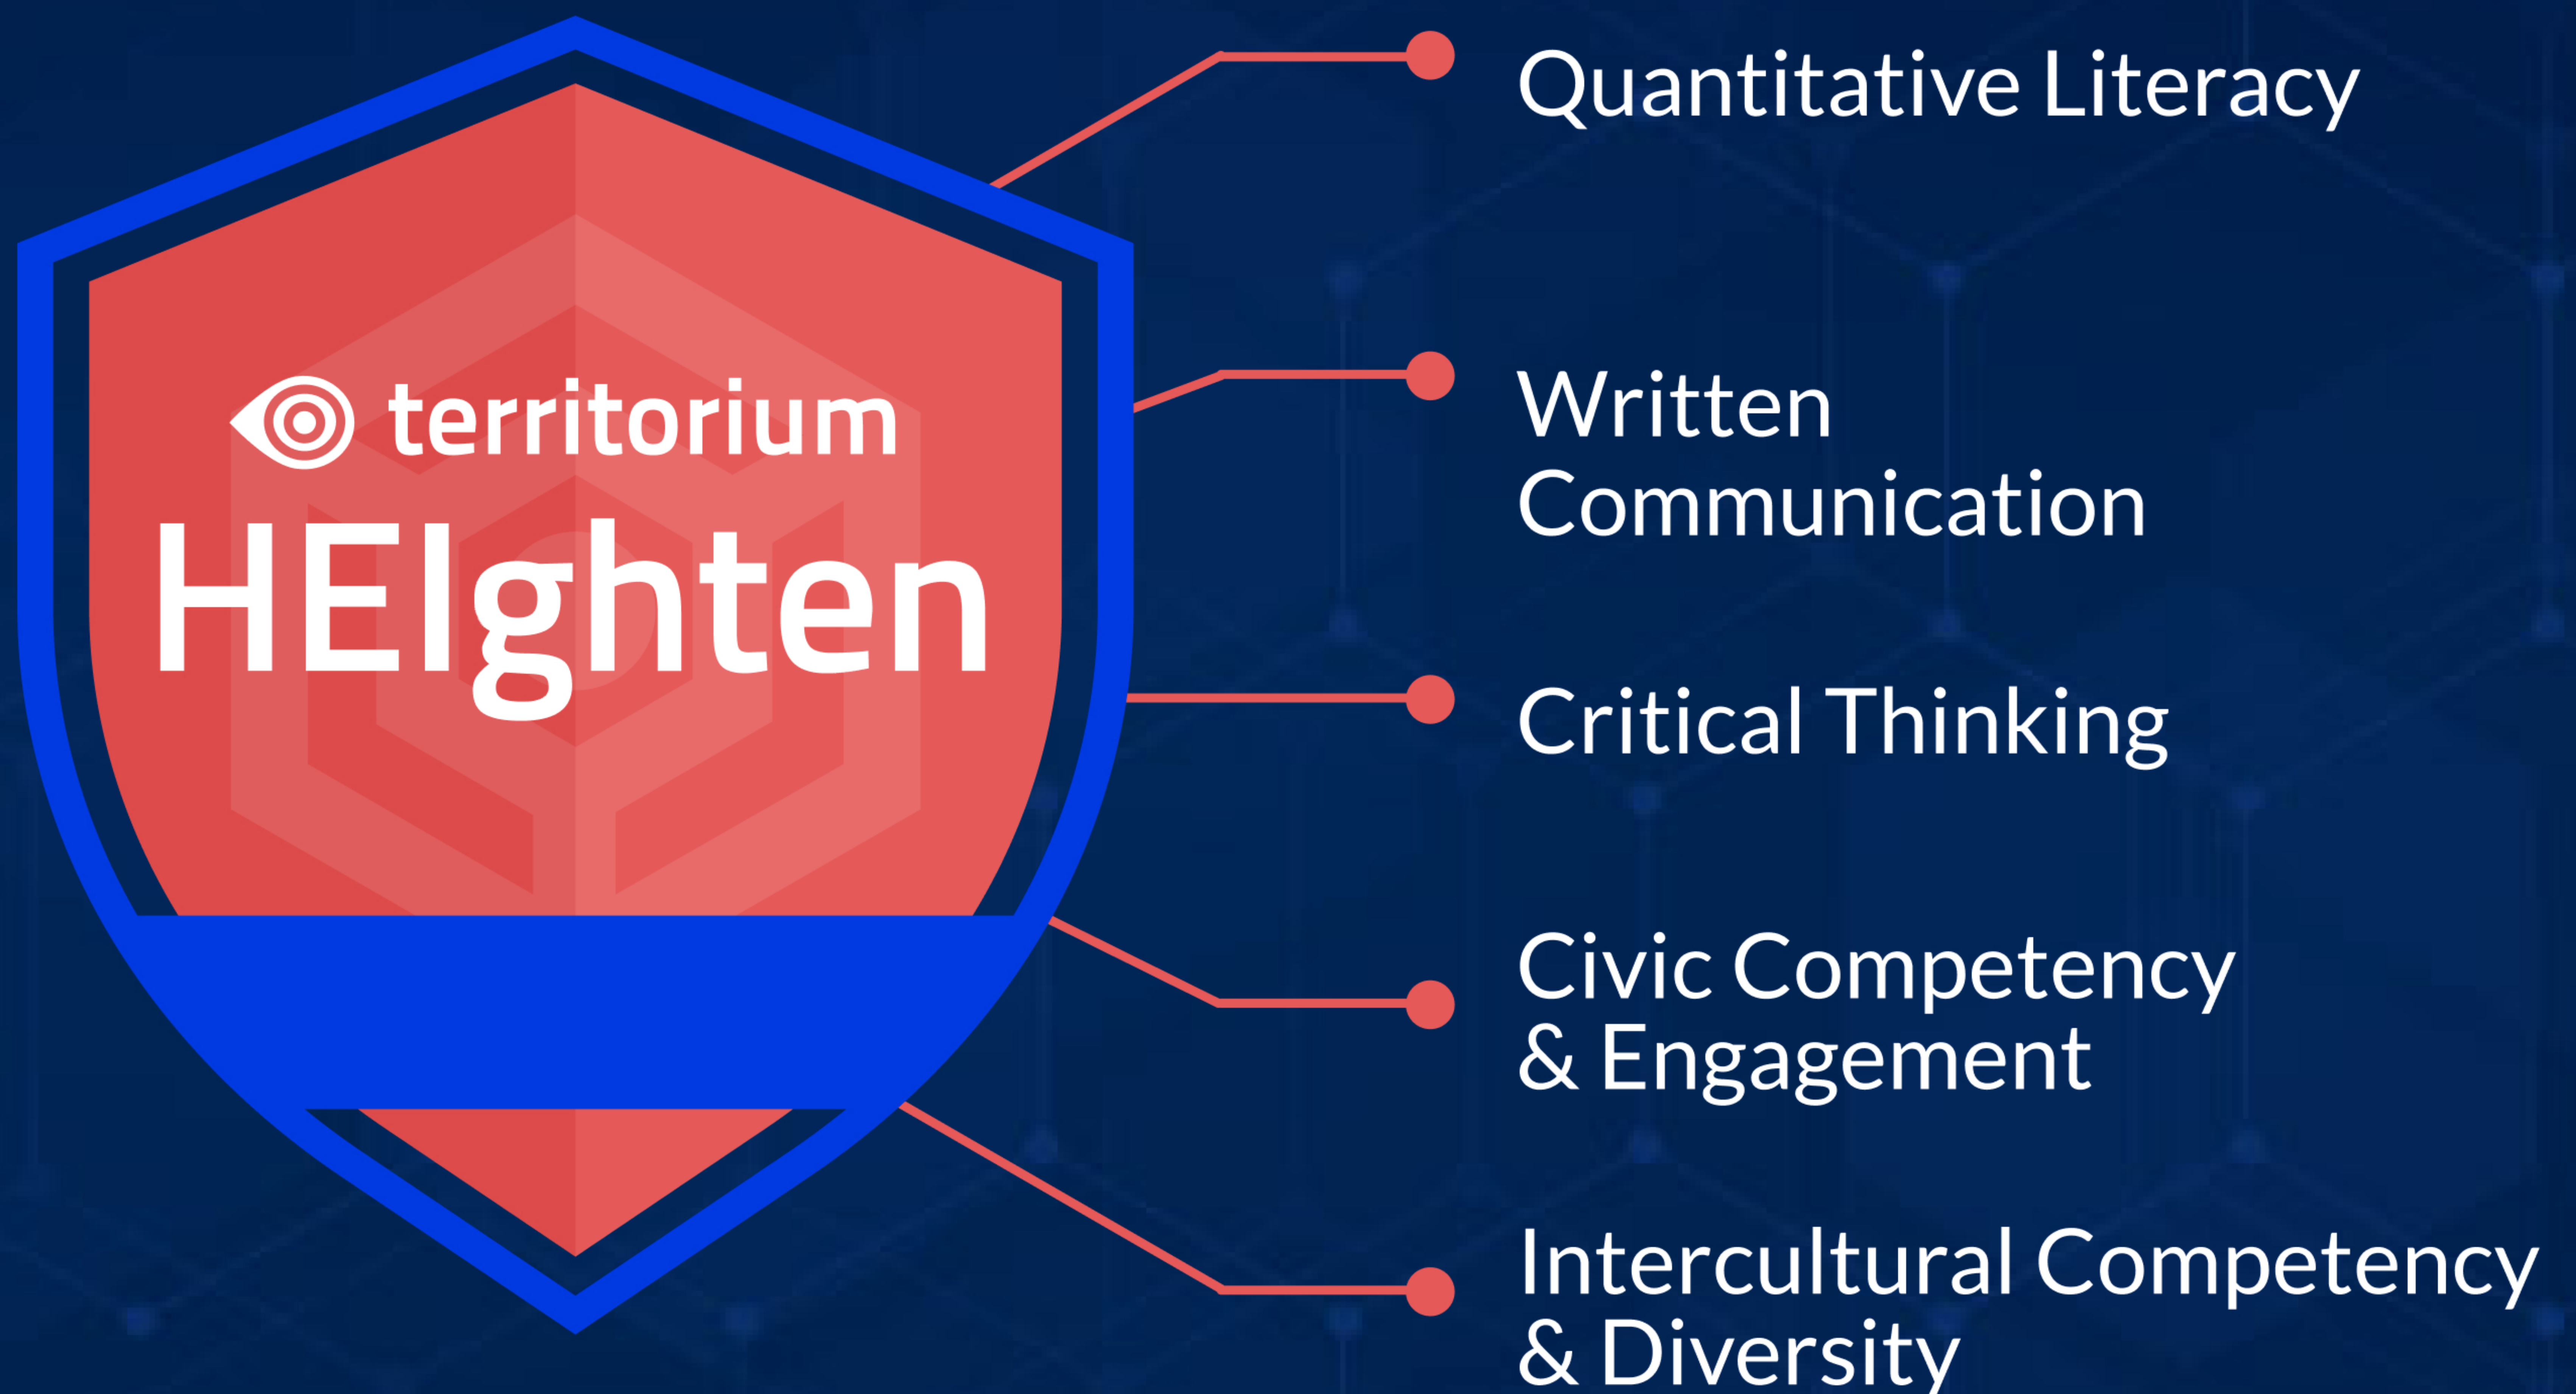 territorium
HEIghten
Quantitative Literacy
Written
Communication
Critical Thinking
Civic Competency
& Engagement
Intercultural Competency
& Diversity